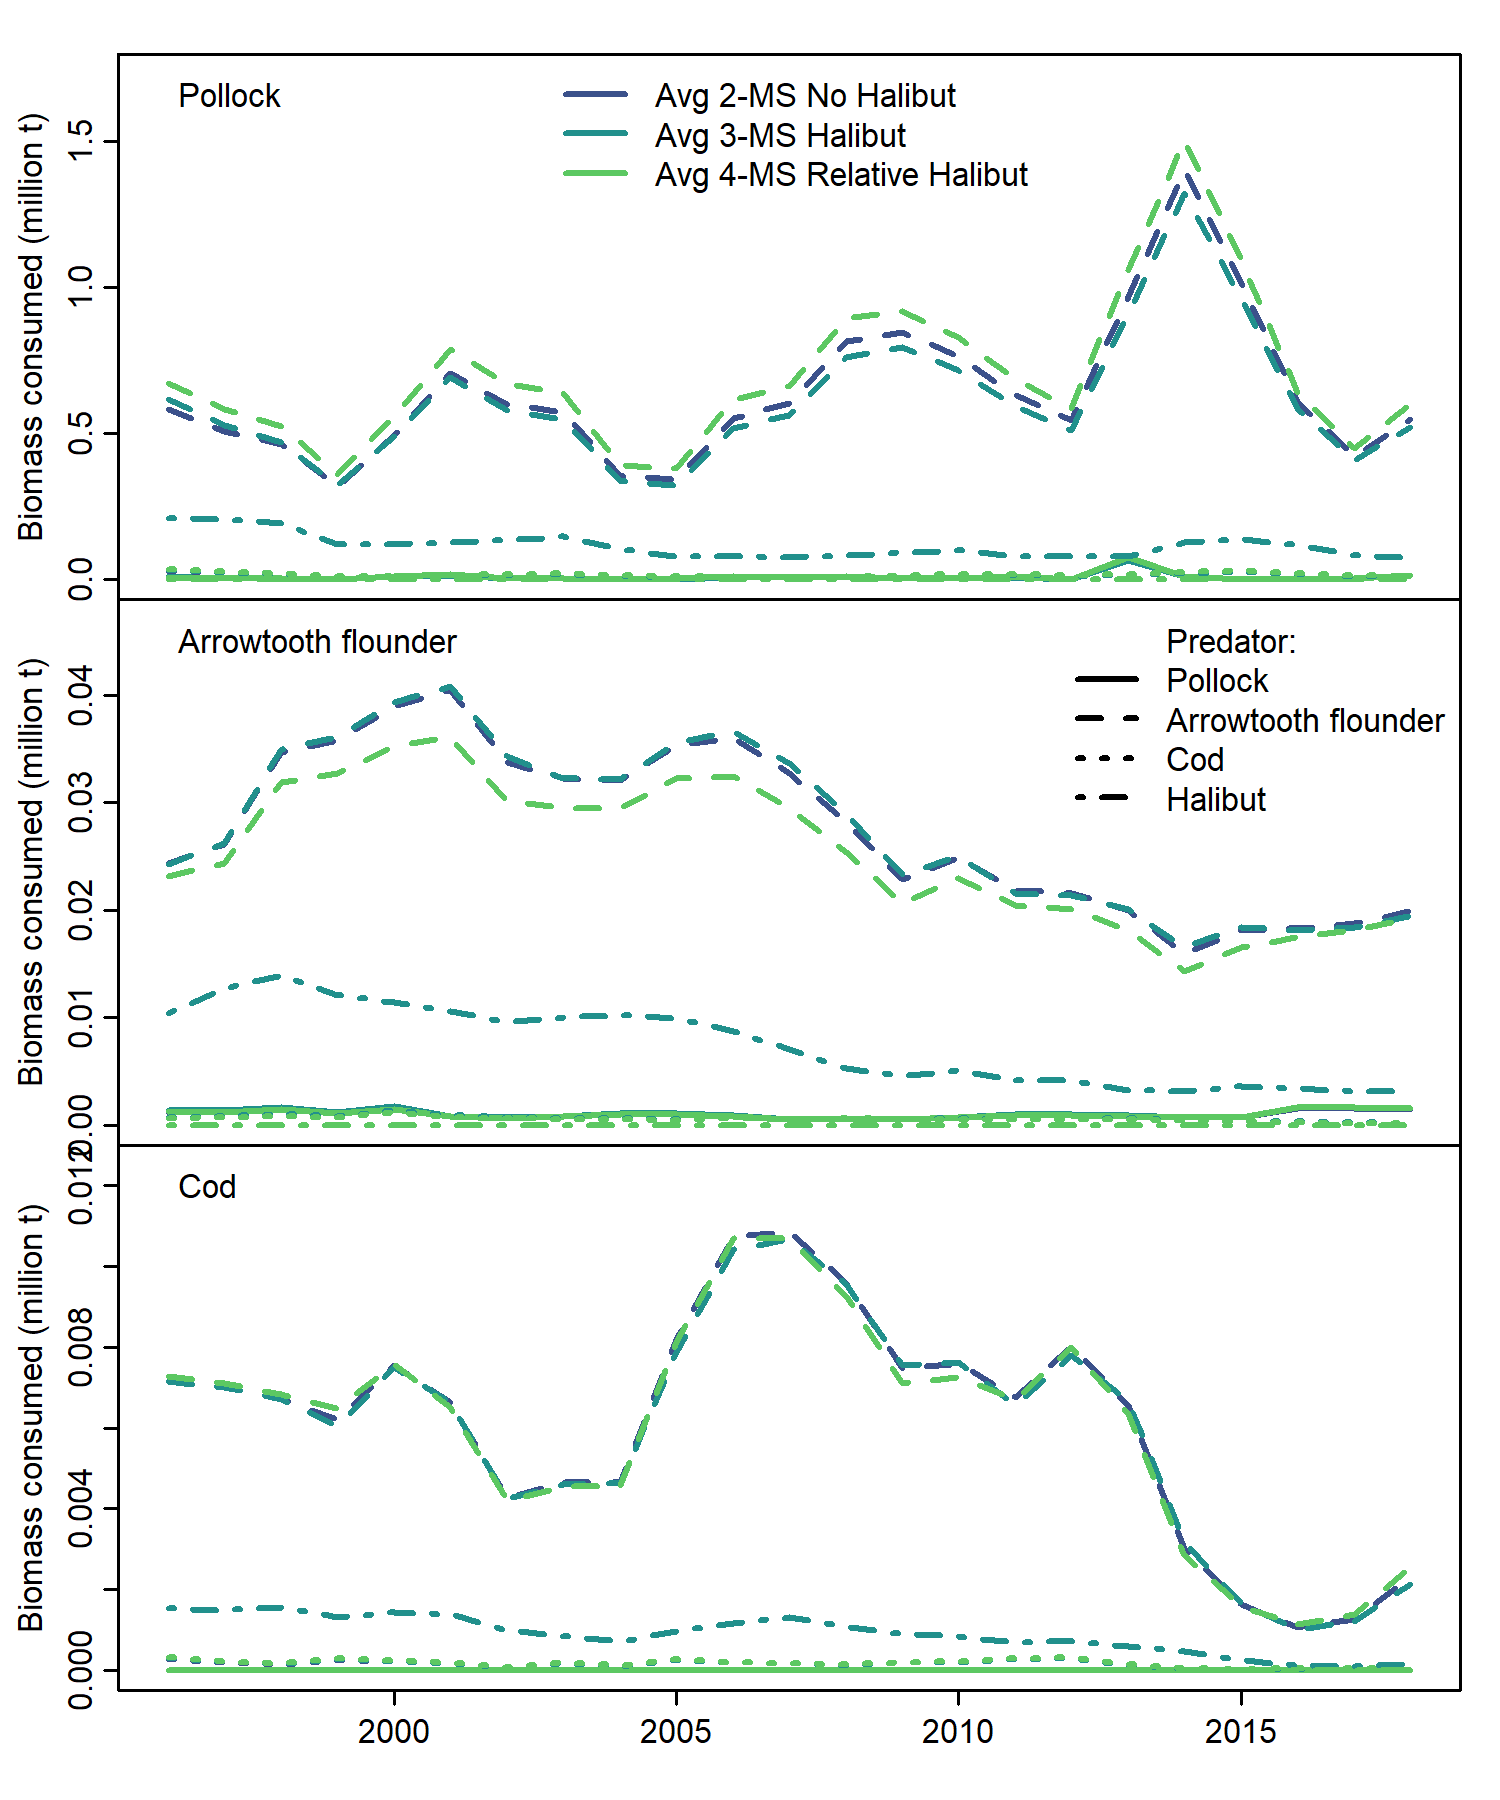 Pollock
Avg 2-MS No Halibut
Avg 3-MS Halibut
Avg 4-MS Relative Halibut
Biomass consumed (million t)
1.5
1.0
0.5
0.0
Arrowtooth flounder
Predator:
Pollock
Arrowtooth flounder
Cod
Halibut
Biomass consumed (million t)
0.04
0.03
0.02
0.01
0.00
Cod
Biomass consumed (million t)
0.012
0.008
0.004
0.000
2000 2005 2010 2015